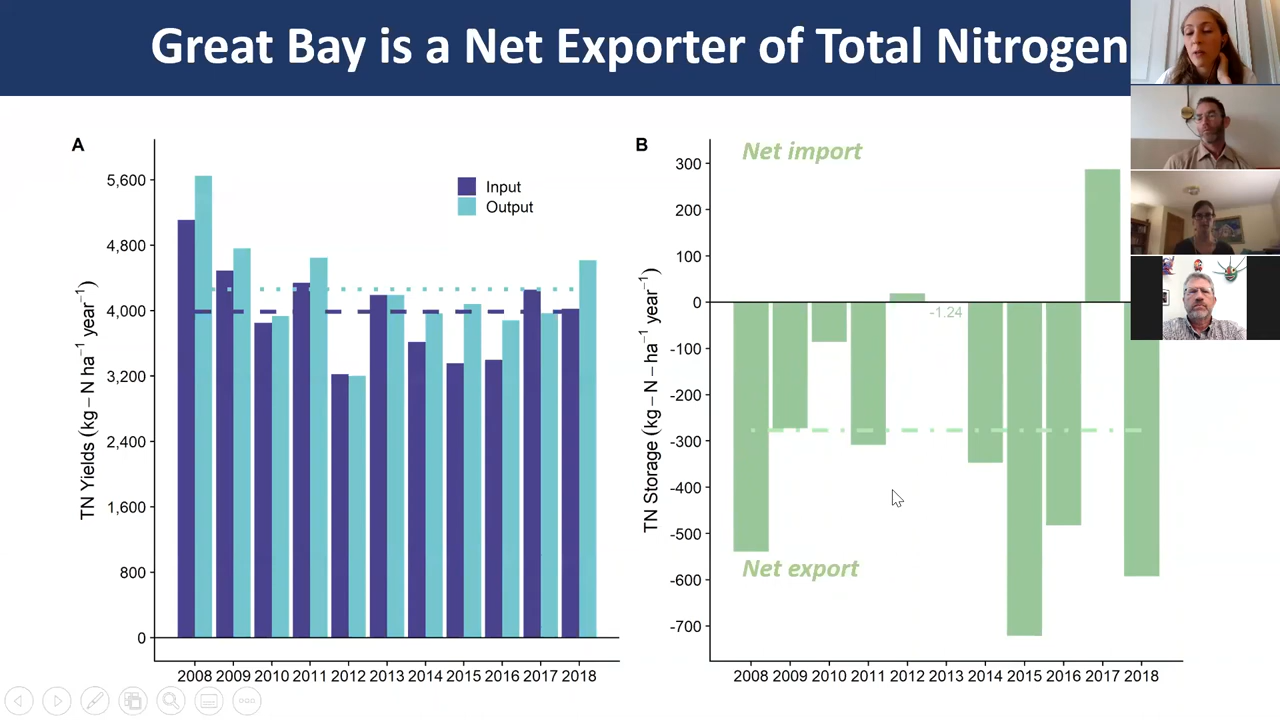 Great Bay is a Net Exporter of Total Nitrogen
A
Input
Output
5,600
4,800
4,000
3,200
2,400
1,600
800
0
TN Yields (kg – N ha⁻¹ year⁻¹)
2008 2009 2010 2011 2012 2013 2014 2015 2016 2017 2018
B
Net import
300
200
100
0
-1.24
-100
-200
-300
-400
-500
Net export
-600
-700
TN Storage (kg – N – ha⁻¹ year⁻¹)
2008 2009 2010 2011 2012 2013 2014 2015 2016 2017 2018